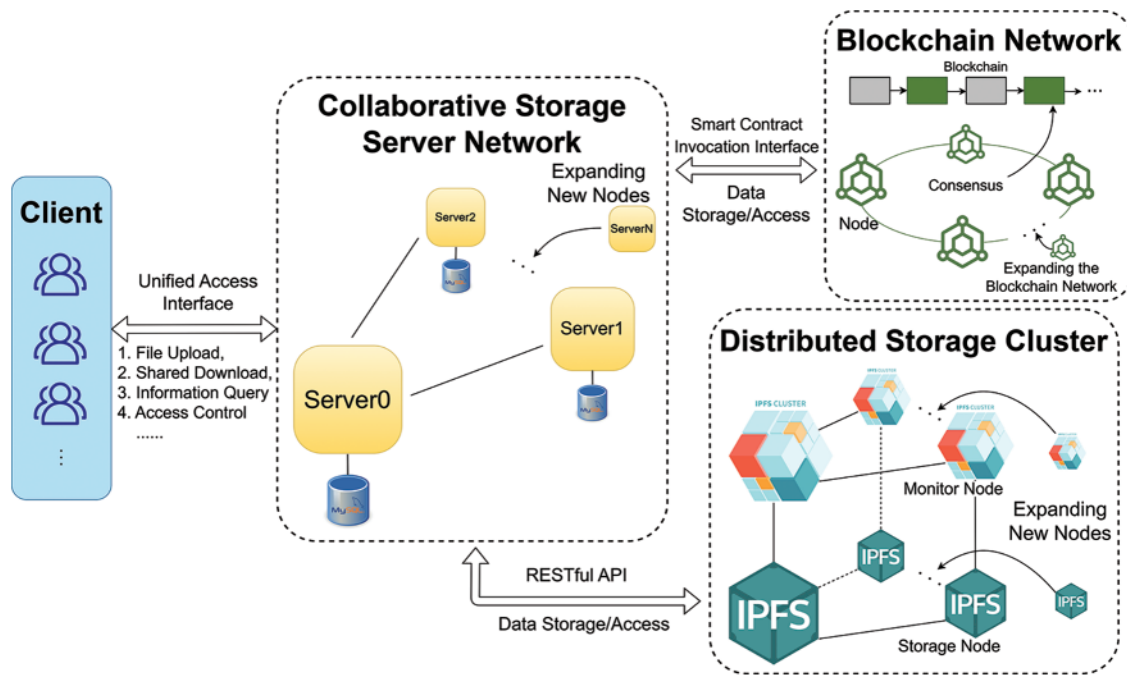 Client
Unified Access
Interface
1. File Upload,
2. Shared Download,
3. Information Query
4. Access Control
......
Collaborative Storage
Server Network
Expanding
New Nodes
Server2
ServerN
Server1
Server0
MySQL
MySQL
MySQL
Smart Contract
Invocation Interface
Data
Storage/Access
Blockchain Network
Blockchain
...
Consensus
Node
Expanding the
Blockchain Network
RESTful API
Data Storage/Access
Distributed Storage Cluster
IPFS CLUSTER
IPFS CLUSTER
IPFS CLUSTER
Monitor Node
Expanding
New Nodes
IPFS
IPFS
IPFS
IPFS
Storage Node